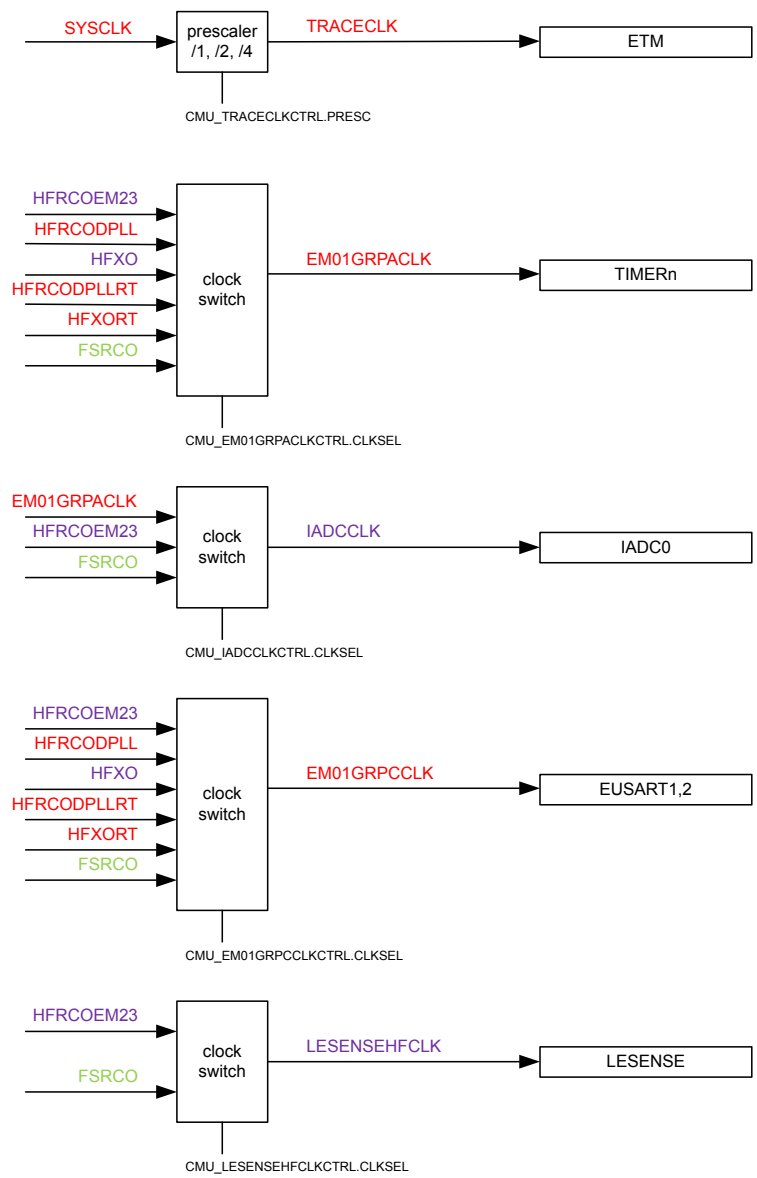 SYSCLK
prescaler
/1, /2, /4
TRACECLK
ETM
CMU_TRACECLKCTRL.PRESC
HFRCOEM23
HFRCODPLL
HFXO
HFRCODPLLRT
HFXORT
FSRCO
clock
switch
EM01GRPACLK
TIMERn
CMU_EM01GRPACLKCTRL.CLKSEL
EM01GRPACLK
HFRCOEM23
FSRCO
clock
switch
IADCCLK
IADC0
CMU_IADCCLKCTRL.CLKSEL
HFRCOEM23
HFRCODPLL
HFXO
HFRCODPLLRT
HFXORT
FSRCO
clock
switch
EM01GRPCCLK
EUSART1,2
CMU_EM01GRPCCLKCTRL.CLKSEL
HFRCOEM23
FSRCO
clock
switch
LESENSEHFCLK
LESENSE
CMU_LESENSEHFCLKCTRL.CLKSEL